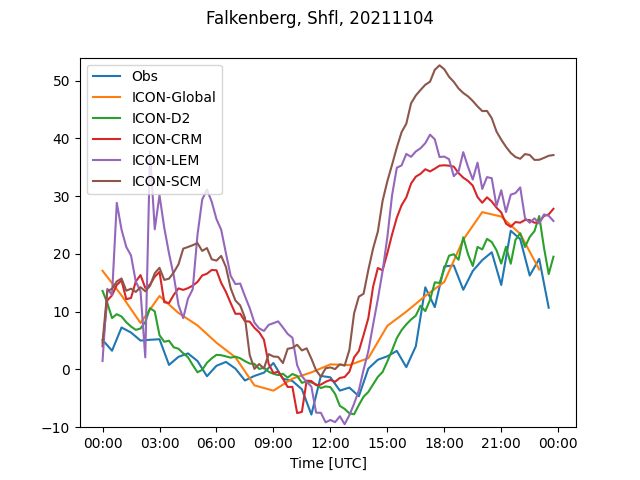 Falkenberg, Shfl, 20211104
Obs
ICON-Global
ICON-D2
ICON-CRM
ICON-LEM
ICON-SCM
50
40
30
20
10
0
−10
00:00 03:00 06:00 09:00 12:00 15:00 18:00 21:00 00:00
Time [UTC]